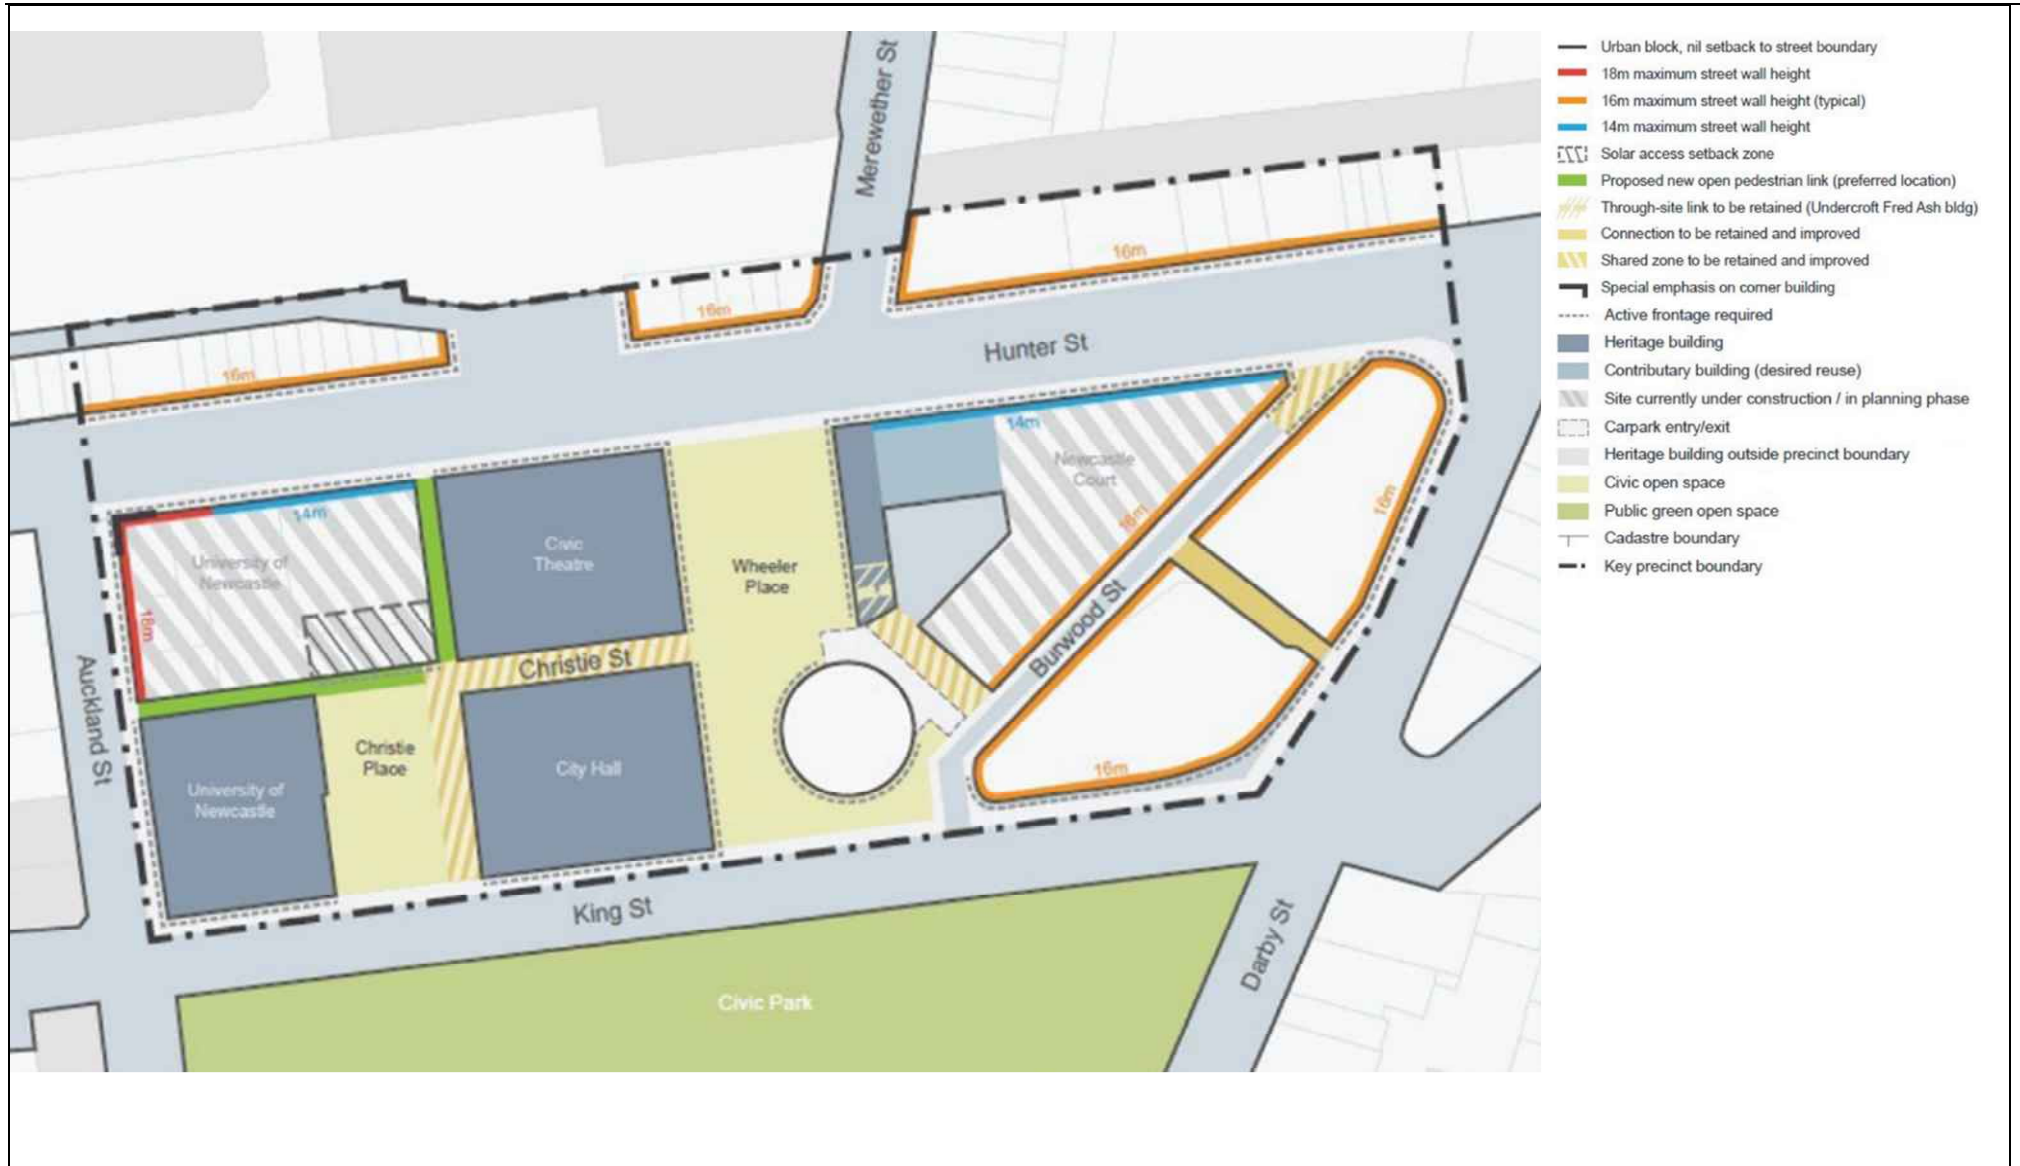 Merewether St
16m
16m
16m
Hunter St
14m
14m
Newcastle
Court
University of
Newcastle
Civic
Theatre
Wheeler
Place
16m
16m
18m
Burwood St
Christie St
Auckland St
Christie
Place
City Hall
University of
Newcastle
16m
King St
Darby St
Civic Park
Urban block, nil setback to street boundary
18m maximum street wall height
16m maximum street wall height (typical)
14m maximum street wall height
Solar access setback zone
Proposed new open pedestrian link (preferred location)
Through-site link to be retained (Undercroft Fred Ash bldg)
Connection to be retained and improved
Shared zone to be retained and improved
Special emphasis on corner building
Active frontage required
Heritage building
Contributary building (desired reuse)
Site currently under construction / in planning phase
Carpark entry/exit
Heritage building outside precinct boundary
Civic open space
Public green open space
Cadastre boundary
Key precinct boundary